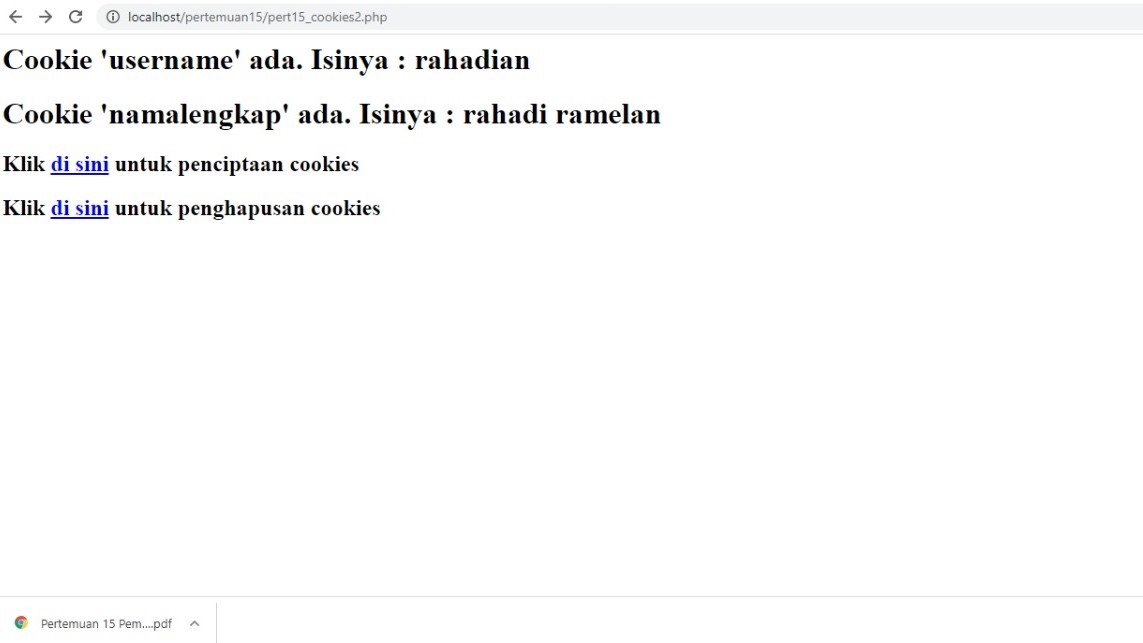 localhost/pertemuan15/pert15_cookies2.php
Cookie 'username' ada. Isinya : rahadian
Cookie 'namalengkap' ada. Isinya : rahadi ramelan
Klik di sini untuk penciptaan cookies
Klik di sini untuk penghapusan cookies
Pertemuan 15 Pem....pdf